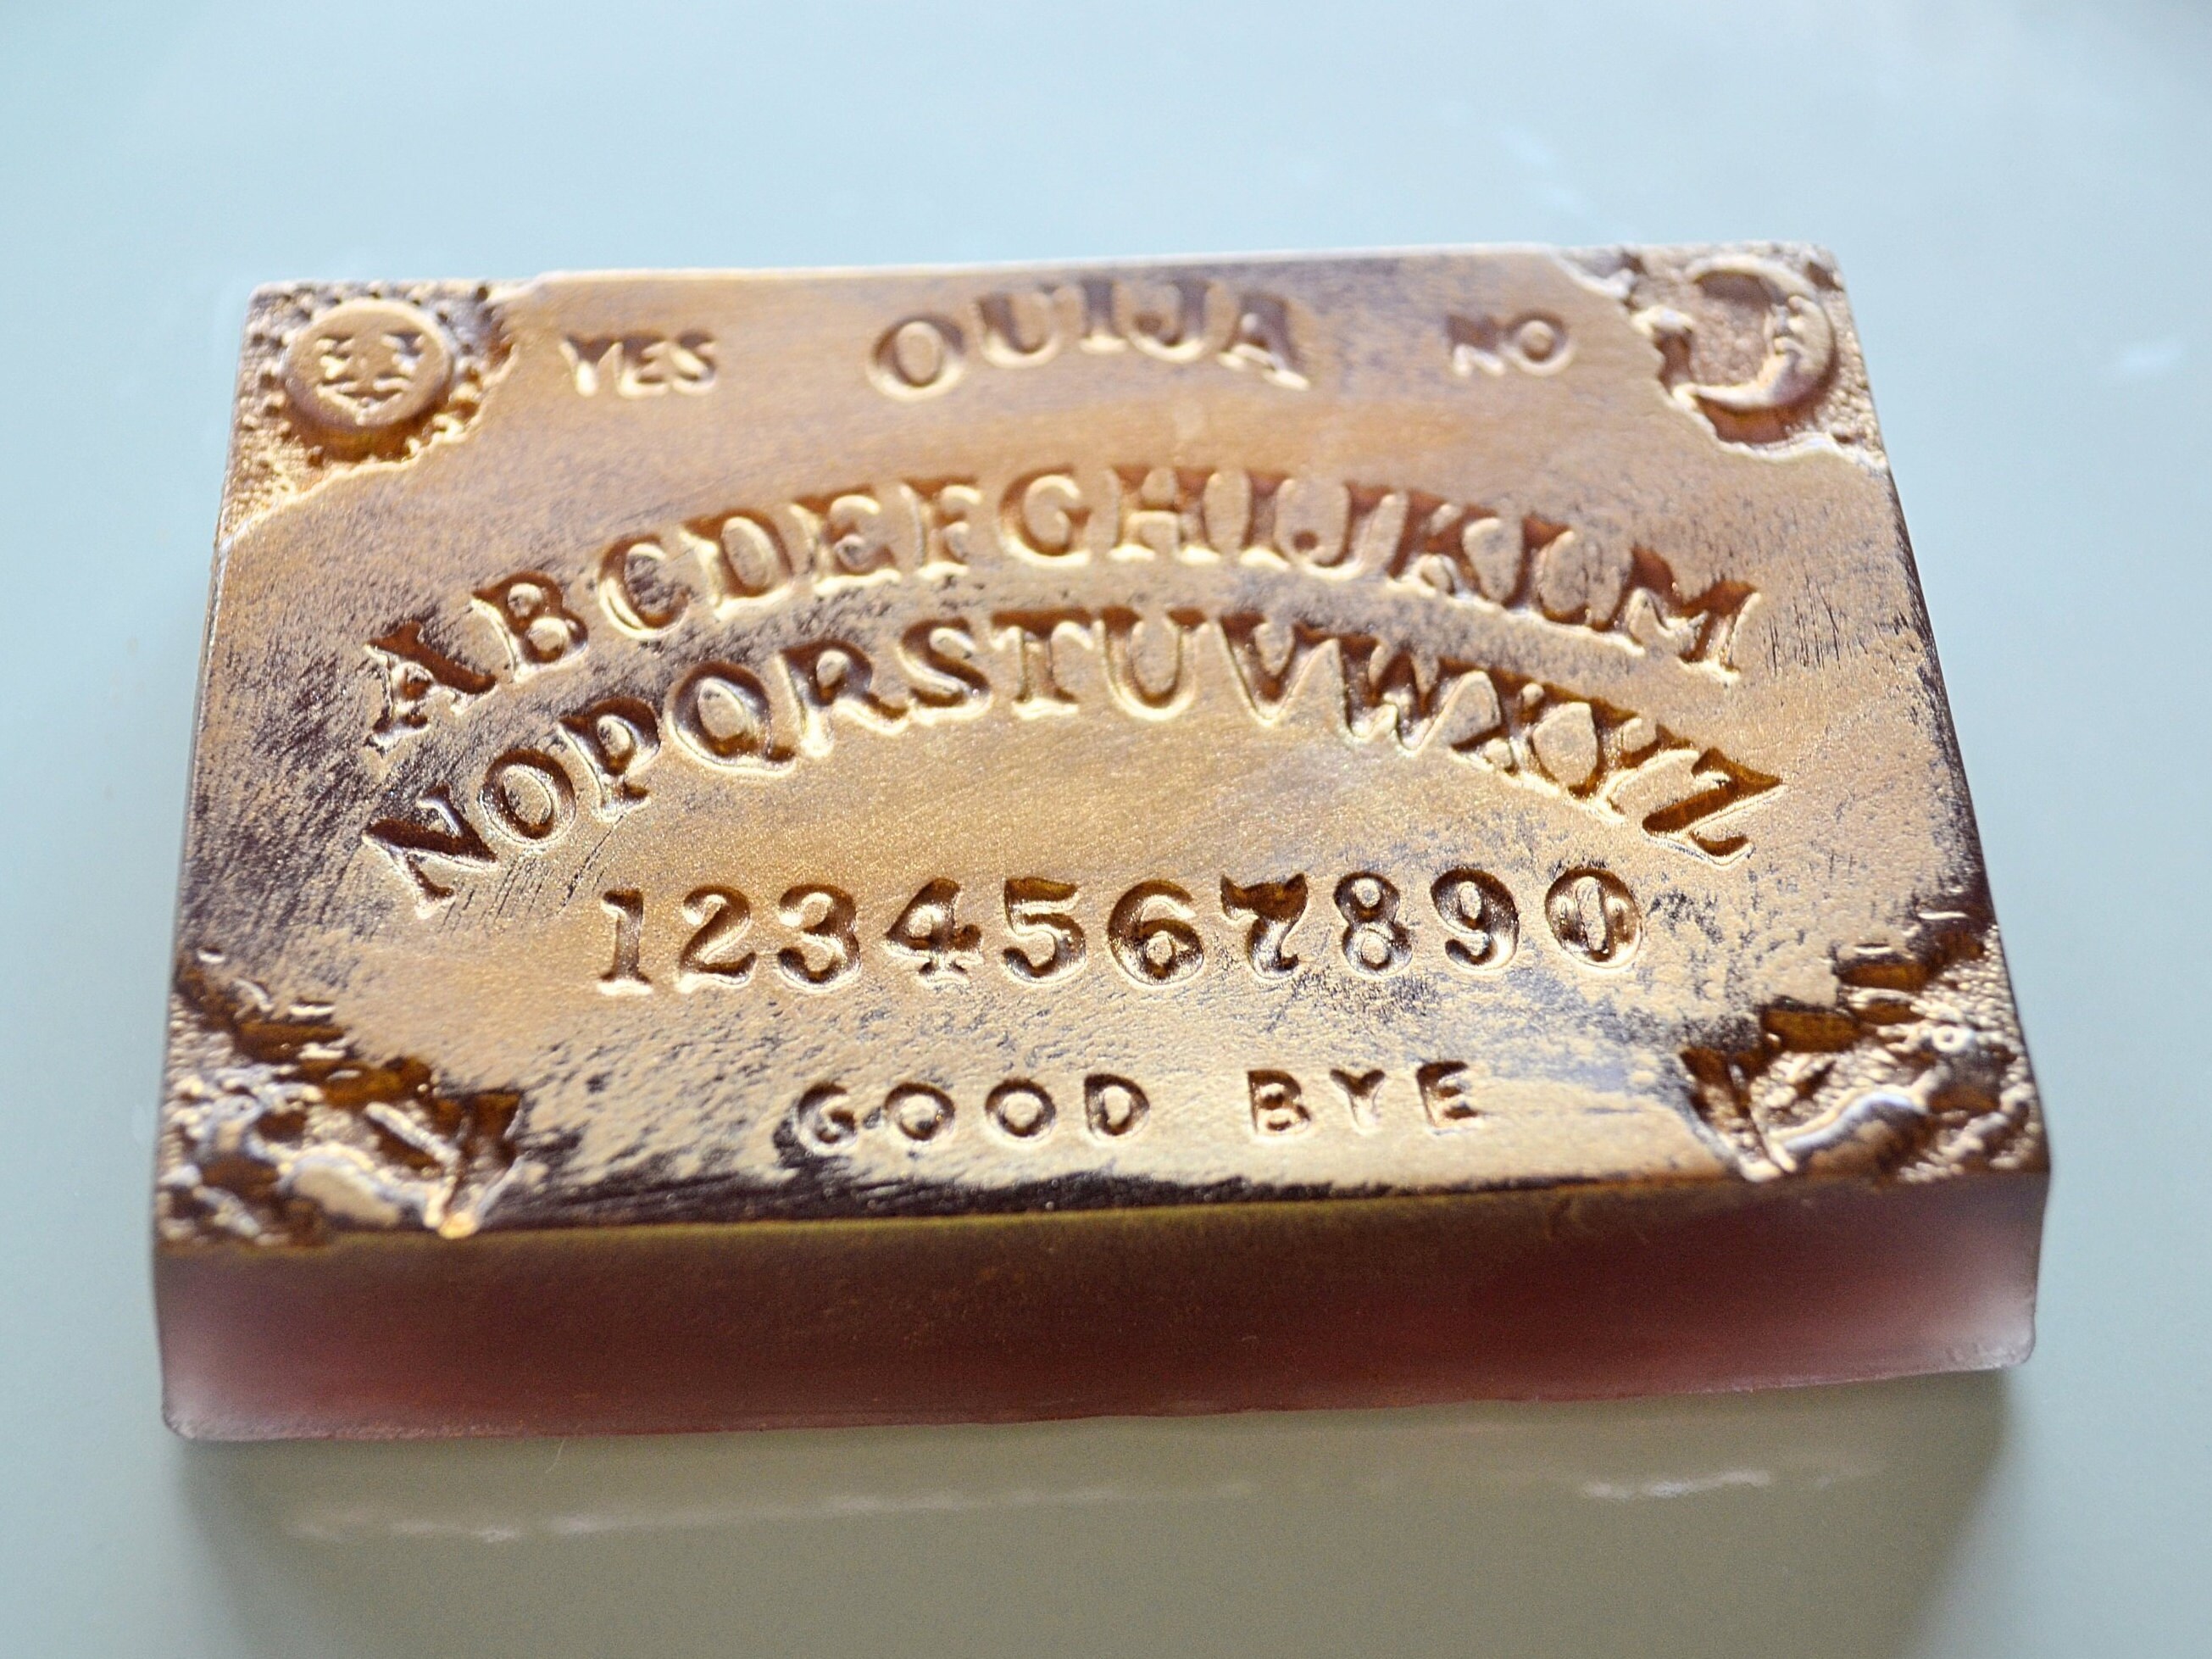 YES OUIJA NO
ABCDEFGHIJKLM
NOPQRSTUVWXYZ
1234567890
GOOD BYE